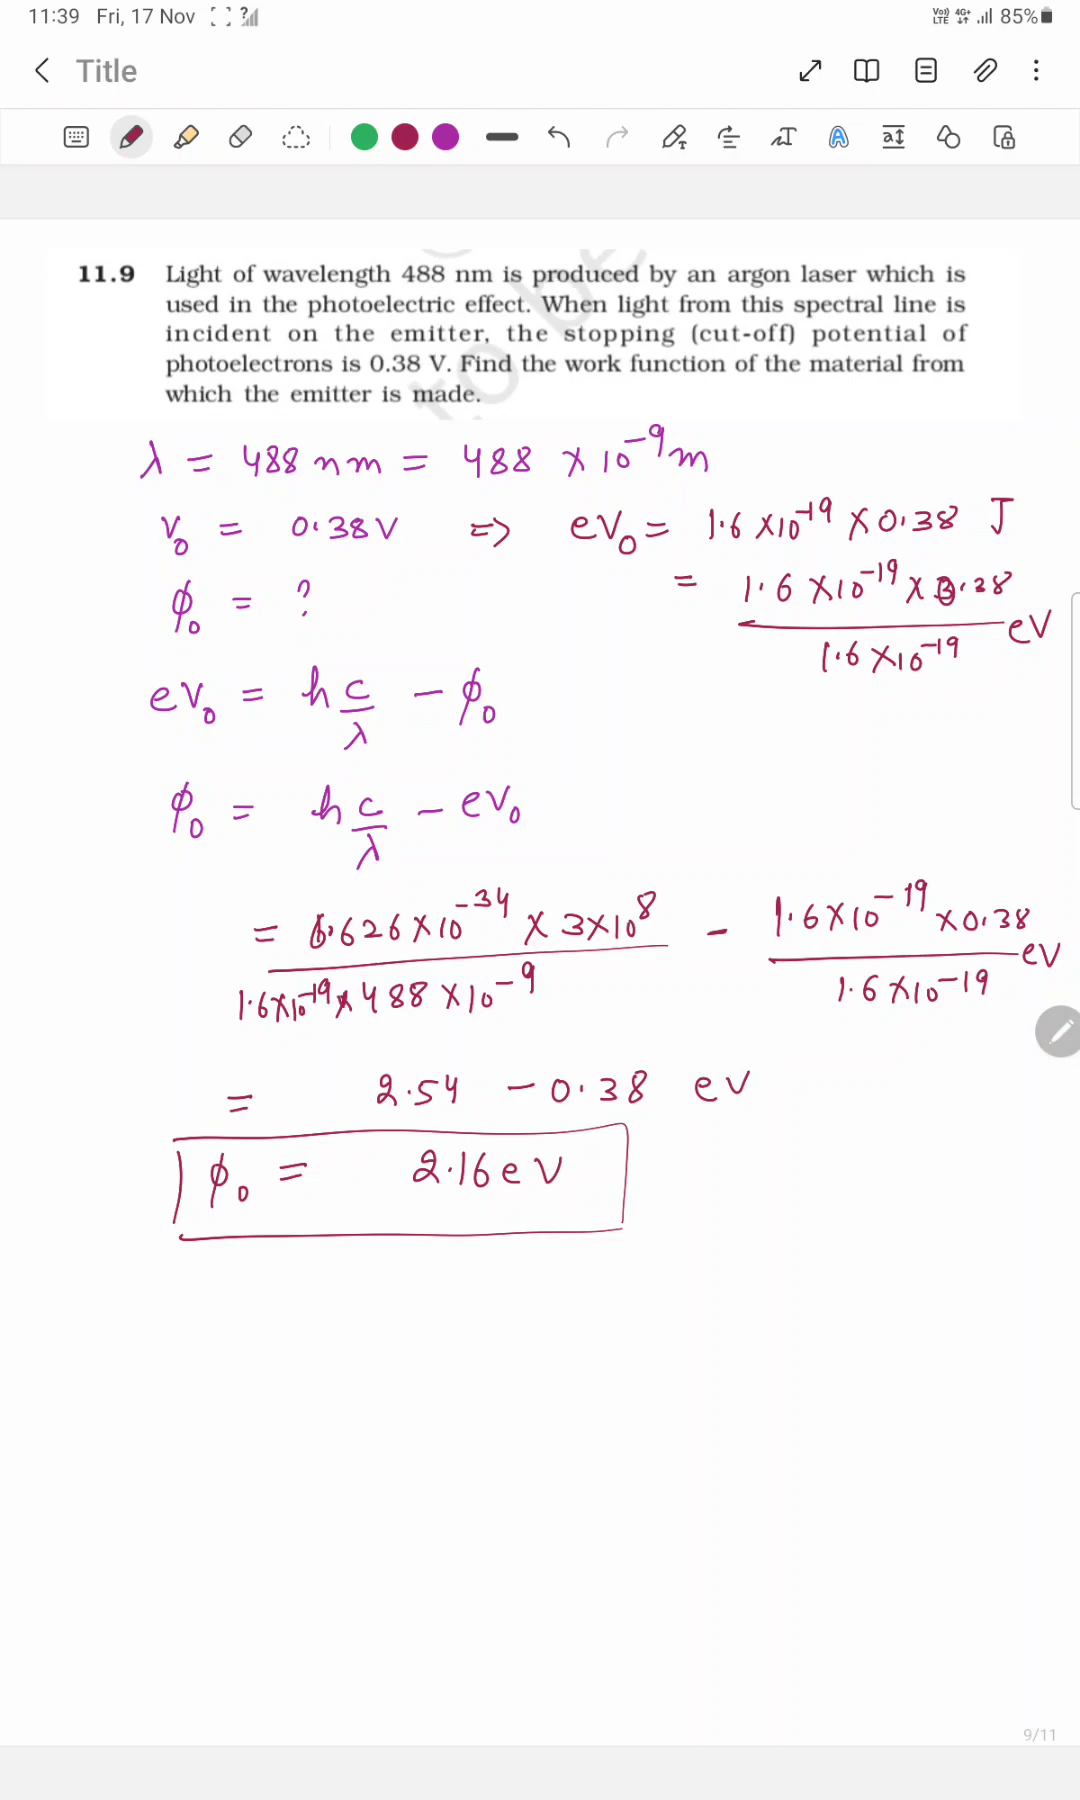 11:39 Fri, 17 Nov 85%
Title
11.9 Light of wavelength 488 nm is produced by an argon laser which is
used in the photoelectric effect. When light from this spectral line is
incident on the emitter, the stopping (cut-off) potential of
photoelectrons is 0.38 V. Find the work function of the material from
which the emitter is made.
to be
λ = 488 nm = 488 × 10⁻⁹ m
V₀ = 0.38 V => eV₀ = 1.6 ×10⁻¹⁹ × 0.38 J
= 1.6 ×10⁻¹⁹ × 0.38
eV
1.6 ×10⁻¹⁹
ϕ₀ = ?
eV₀ = h c/λ − ϕ₀
ϕ₀ = h c/λ − eV₀
= 6.626×10⁻³⁴ × 3×10⁸ − 1.6×10⁻¹⁹ ×0.38
eV
1.6×10⁻¹⁹ × 488 ×10⁻⁹ 1.6 ×10⁻¹⁹
= 2.54 − 0.38 eV
ϕ₀ = 2.16 eV
9/11